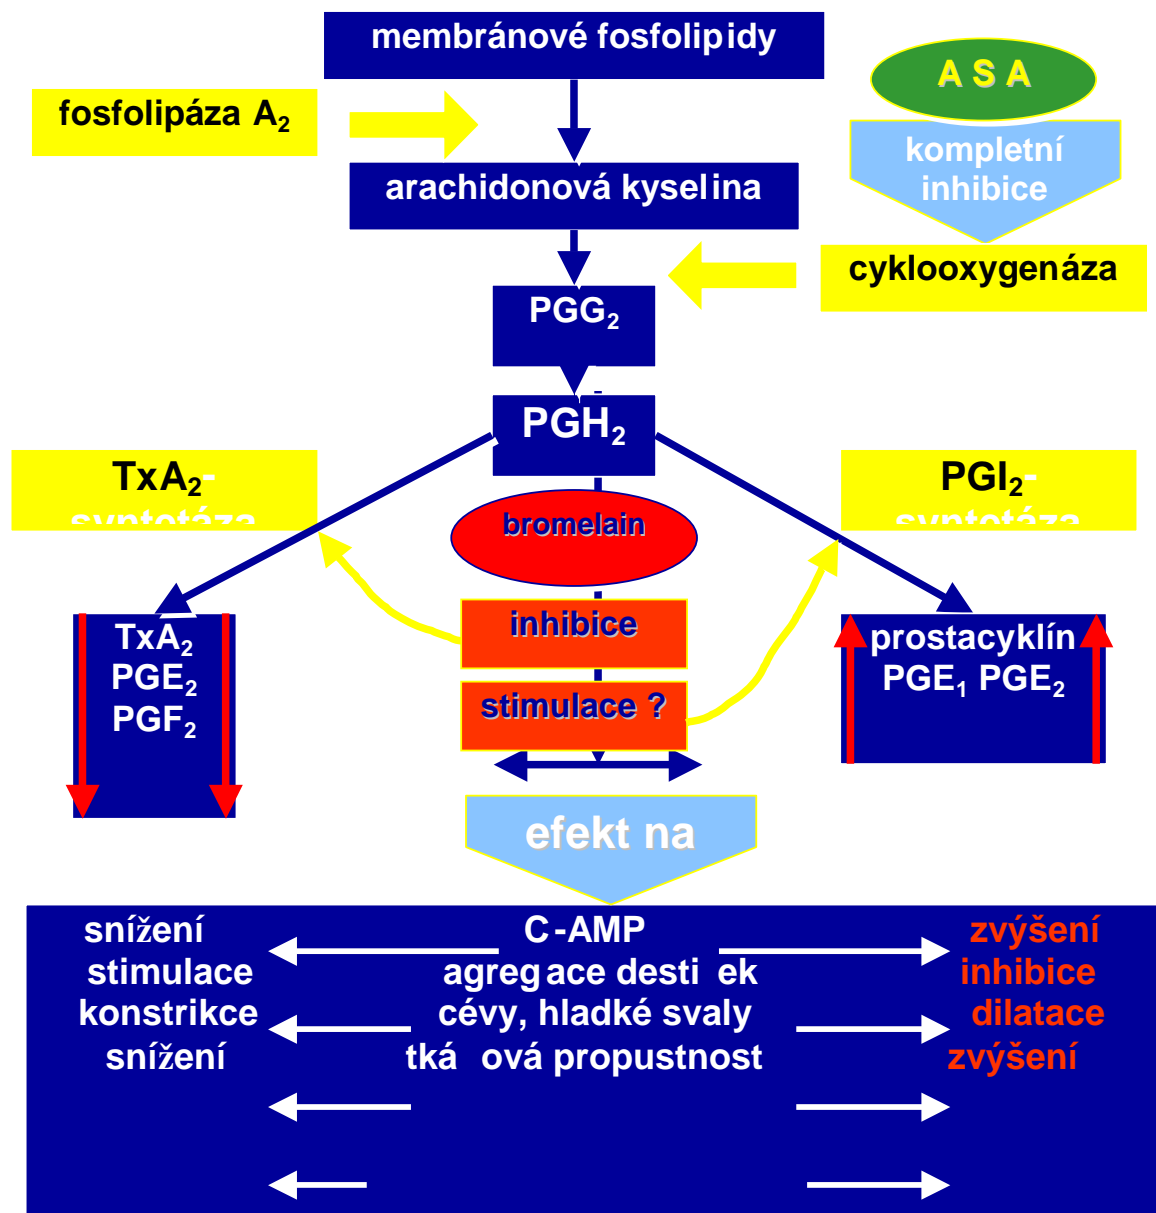 membránové fosfolipidy
A S A
fosfolipáza A₂
kompletní
inhibice
arachidonová kyselina
cyklooxygenáza
PGG₂
PGH₂
TxA₂-
syntetáza
PGI₂-
syntetáza
bromelain
inhibice
stimulace ?
TxA₂
PGE₂
PGF₂
prostacyklín
PGE₁ PGE₂
efekt na
snížení C-AMP zvýšení
stimulace agregace desti ek inhibice
konstrikce cévy, hladké svaly dilatace
snížení tká ová propustnost zvýšení